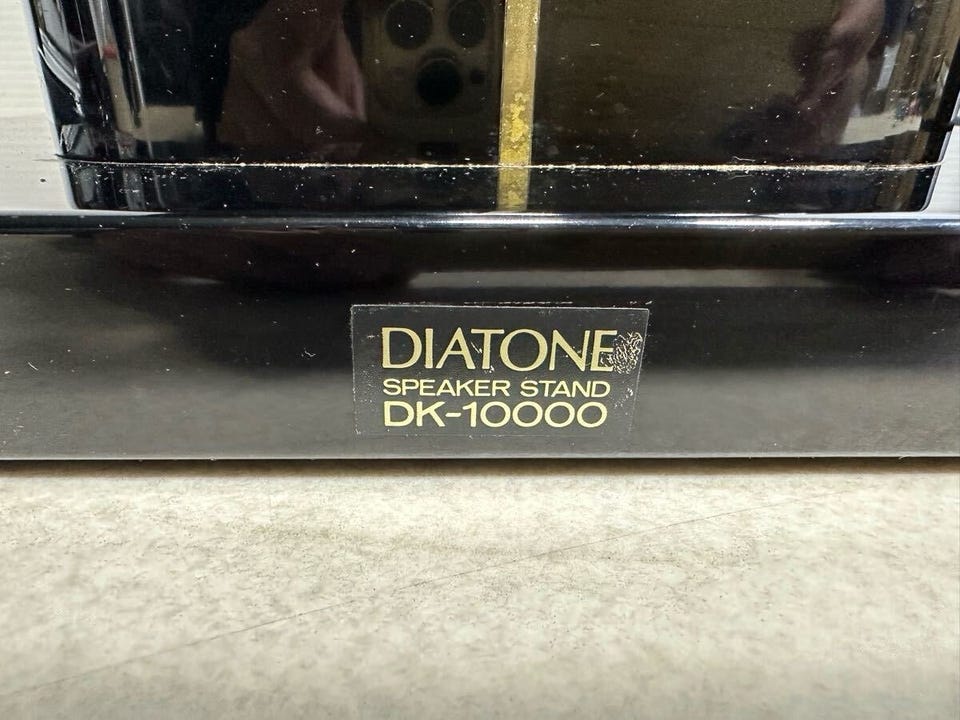 DIATONE
SPEAKER STAND
DK-10000